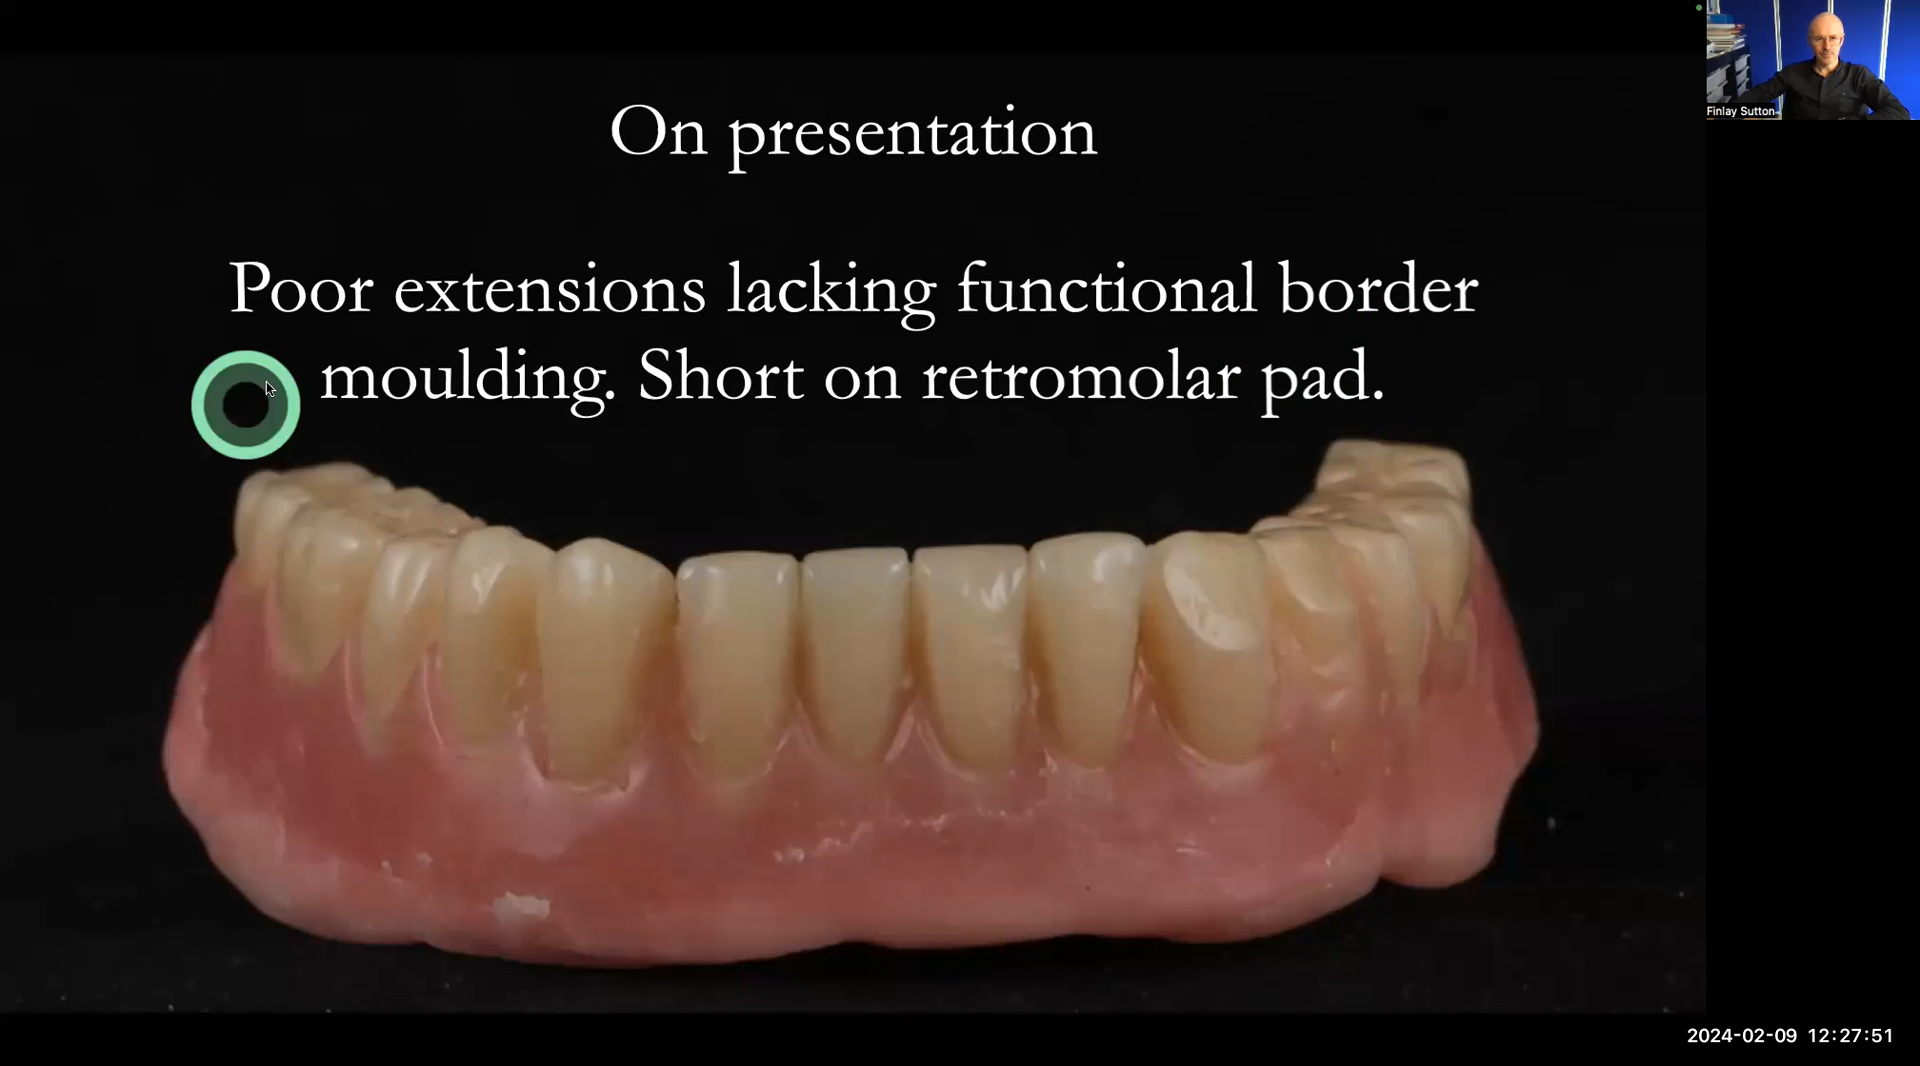 On presentation
Poor extensions lacking functional border
moulding. Short on retromolar pad.
Finlay Sutton
2024-02-09 12:27:51